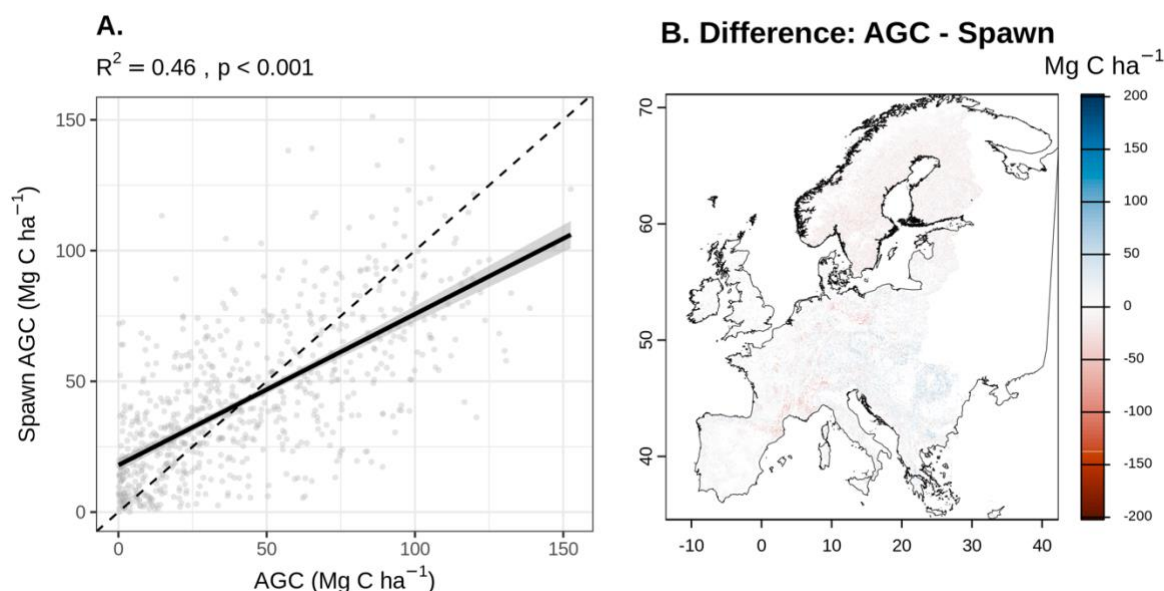 A.
R² = 0.46 , p < 0.001
150
100
50
0
Spawn AGC (Mg C ha⁻¹)
0 50 100 150
AGC (Mg C ha⁻¹)
B. Difference: AGC - Spawn
Mg C ha⁻¹
70
60
50
40
-10 0 10 20 30 40
200
150
100
50
0
-50
-100
-150
-200